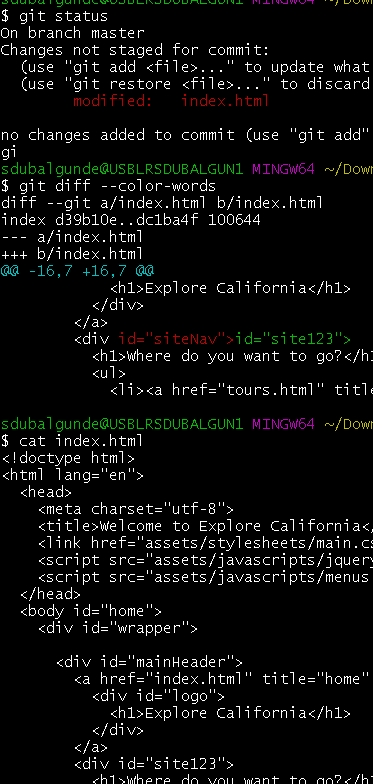 sdubalgunde@USBLRSDUBALGUN1 MINGW64 ~/Dow
$ git status
On branch master
Changes not staged for commit:
  (use "git add <file>..." to update what
  (use "git restore <file>..." to discard
        modified:   index.html

no changes added to commit (use "git add"
gi
sdubalgunde@USBLRSDUBALGUN1 MINGW64 ~/Dow
$ git diff --color-words
diff --git a/index.html b/index.html
index d39b10e..dc1ba4f 100644
--- a/index.html
+++ b/index.html
@@ -16,7 +16,7 @@
            <h1>Explore California</h1>
          </div>
        </a>
        <div id="siteNav">id="site123">
          <h1>Where do you want to go?</h
          <ul>
            <li><a href="tours.html" title

sdubalgunde@USBLRSDUBALGUN1 MINGW64 ~/Dow
$ cat index.html
<!doctype html>
<html lang="en">
  <head>
    <meta charset="utf-8">
    <title>Welcome to Explore California</
    <link href="assets/stylesheets/main.cs
    <script src="assets/javascripts/jquery
    <script src="assets/javascripts/menus
  </head>
  <body id="home">
    <div id="wrapper">

      <div id="mainHeader">
        <a href="index.html" title="home"
          <div id="logo">
            <h1>Explore California</h1>
          </div>
        </a>
        <div id="site123">
          <h1>Where do you want to go?</h